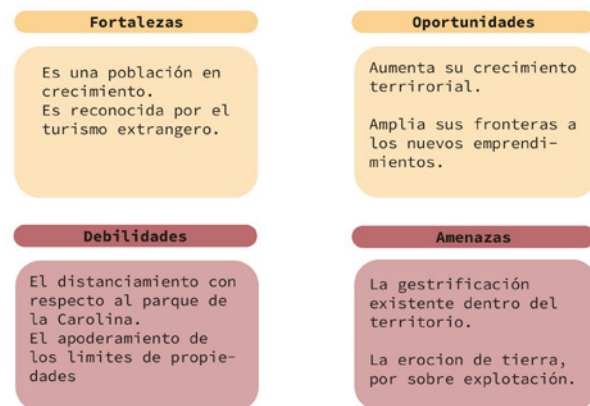 Fortalezas
Es una población en
crecimiento.
Es reconocida por el
turismo extrangero.
Oportunidades
Aumenta su crecimiento
terrirorial.
Amplia sus fronteras a
los nuevos emprendi-
mientos.
Debilidades
El distanciamiento con
respecto al parque de
la Carolina.
El apoderamiento de
los limites de propie-
dades
Amenazas
La gestrificación
existente dentro del
territorio.
La erocion de tierra,
por sobre explotación.